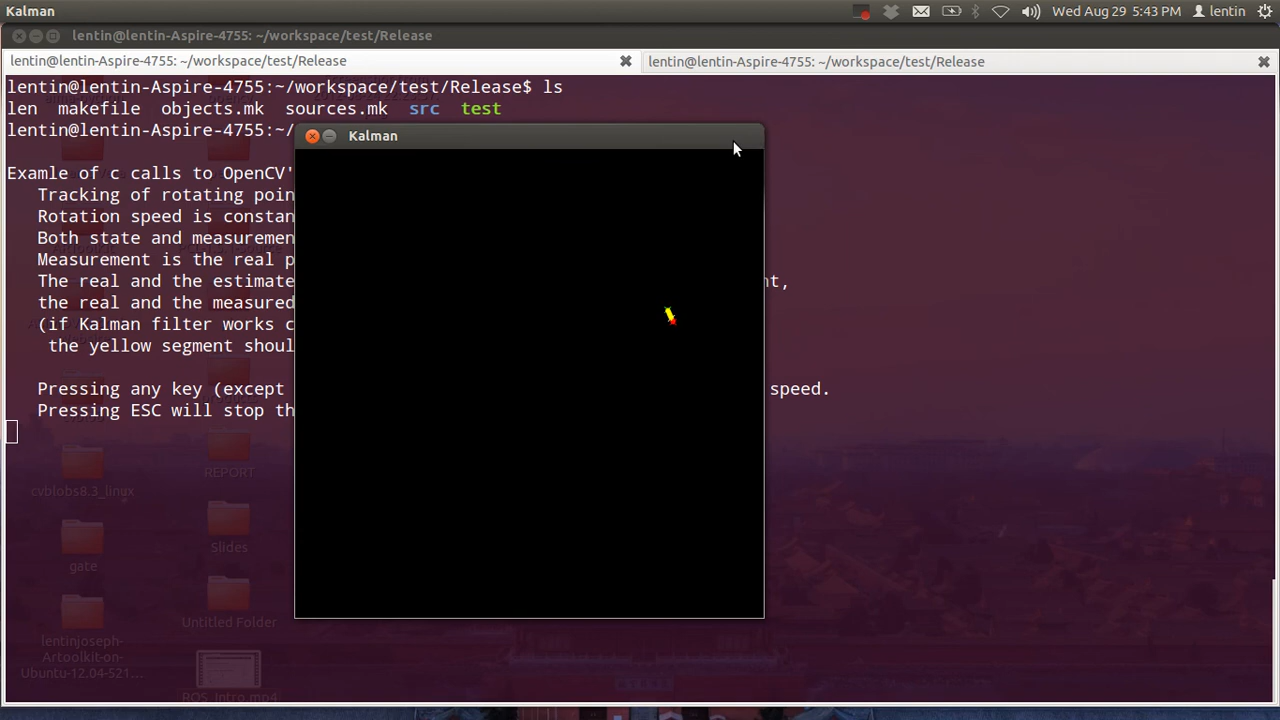 Kalman
Wed Aug 29 5:43 PM lentin
lentin@lentin-Aspire-4755: ~/workspace/test/Release
lentin@lentin-Aspire-4755: ~/workspace/test/Release
lentin@lentin-Aspire-4755: ~/workspace/test/Release
lentin@lentin-Aspire-4755:~/workspace/test/Release$ ls
len makefile objects.mk sources.mk src test
lentin@lentin-Aspire-4755:~/
Kalman
Examle of c calls to OpenCV'
Tracking of rotating poin
Rotation speed is constan
Both state and measuremen
Measurement is the real p
The real and the estimate t,
the real and the measured
(if Kalman filter works c
the yellow segment shoul
Pressing any key (except speed.
Pressing ESC will stop th
REPORT
cvblobs8.3_linux
Slides
gate
Untitled Folder
lentinjoseph-
Artoolkit-on-
Ubuntu-12.04-521...
ROS_Intro.mp4